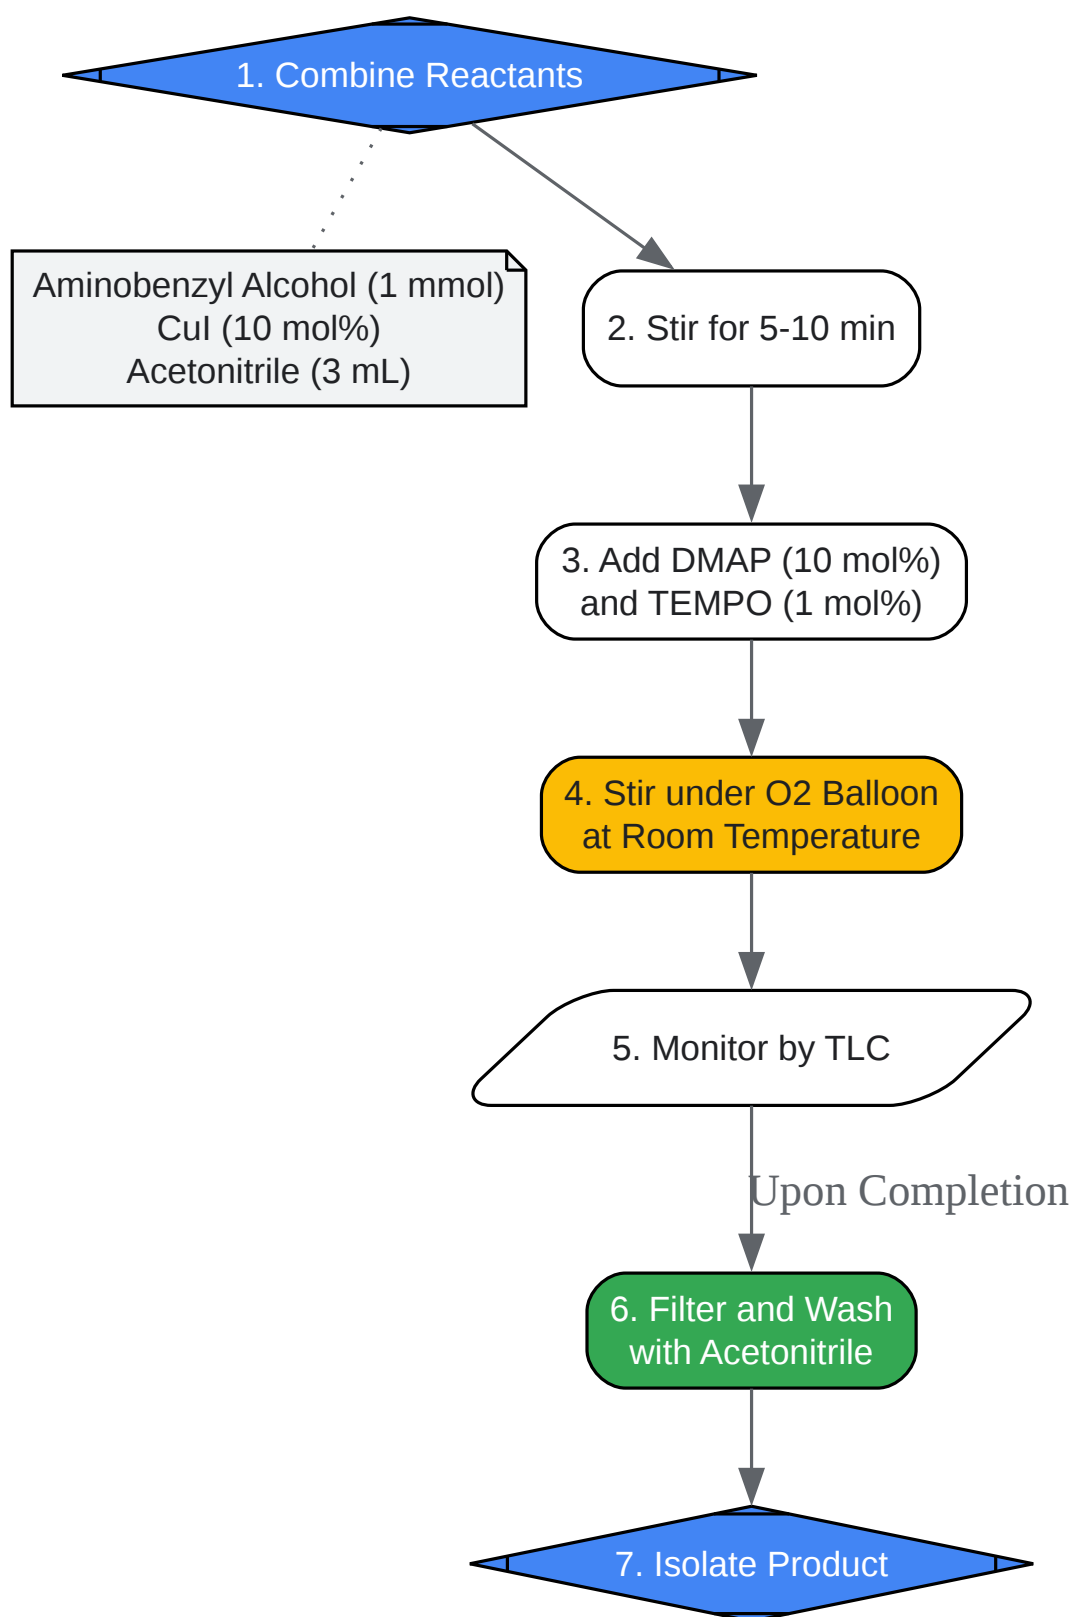 1. Combine Reactants
Aminobenzyl Alcohol (1 mmol)
CuI (10 mol%)
Acetonitrile (3 mL)
2. Stir for 5-10 min
3. Add DMAP (10 mol%)
and TEMPO (1 mol%)
4. Stir under O2 Balloon
at Room Temperature
5. Monitor by TLC
Upon Completion
6. Filter and Wash
with Acetonitrile
7. Isolate Product